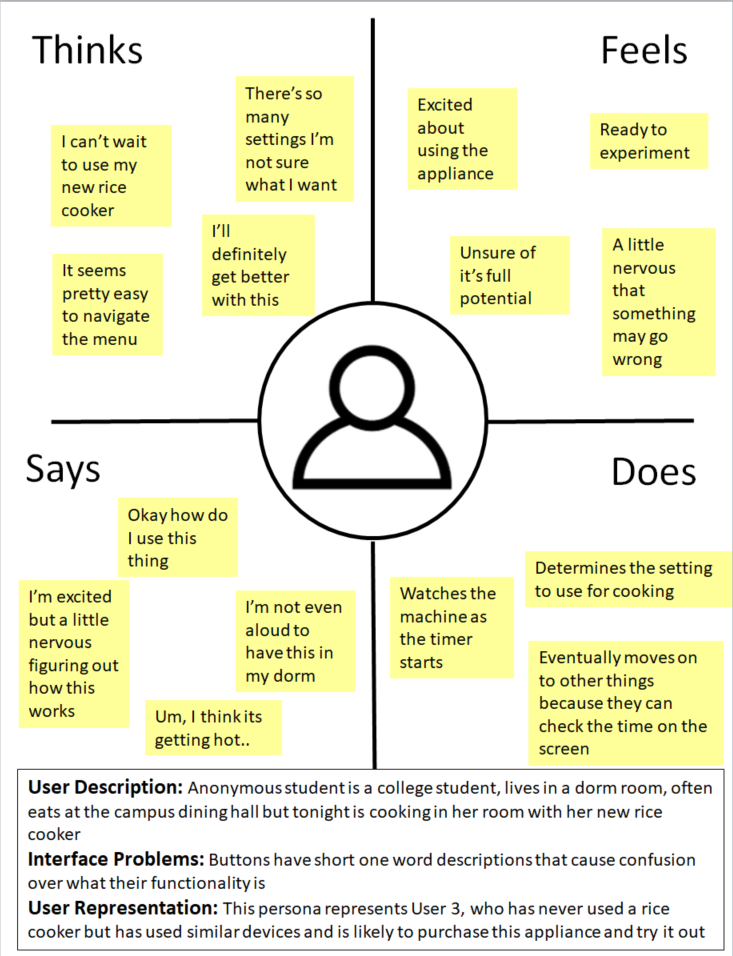 Thinks
I can't wait
to use my
new rice
cooker
There's so
many
settings I'm
not sure
what I want
I'll
definitely
get better
with this
It seems
pretty easy
to navigate
the menu
Feels
Excited
about
using the
appliance
Ready to
experiment
Unsure of
it's full
potential
A little
nervous
that
something
may go
wrong
Says
Okay how do
I use this
thing
I'm excited
but a little
nervous
figuring out
how this
works
I'm not even
aloud to
have this in
my dorm
Um, I think its
getting hot..
Does
Determines the setting
to use for cooking
Watches the
machine as
the timer
starts
Eventually moves on
to other things
because they can
check the time on the
screen
User Description: Anonymous student is a college student, lives in a dorm room, often
eats at the campus dining hall but tonight is cooking in her room with her new rice
cooker
Interface Problems: Buttons have short one word descriptions that cause confusion
over what their functionality is
User Representation: This persona represents User 3, who has never used a rice
cooker but has used similar devices and is likely to purchase this appliance and try it out